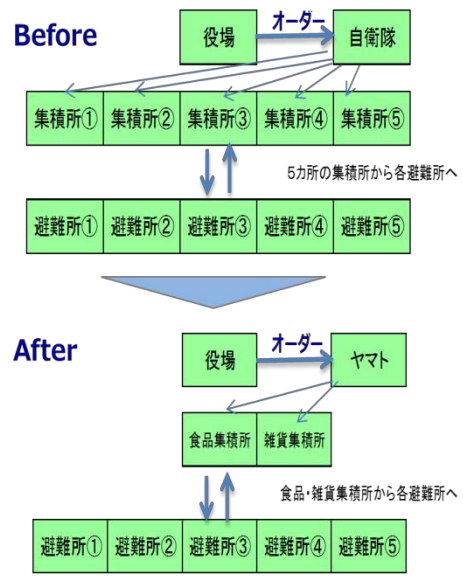 Before
役場
オーダー
自衛隊
集積所①
集積所②
集積所③
集積所④
集積所⑤
5カ所の集積所から各避難所へ
避難所①
避難所②
避難所③
避難所④
避難所⑤
After
役場
オーダー
ヤマト
食品集積所
雑貨集積所
食品・雑貨集積所から各避難所へ
避難所①
避難所②
避難所③
避難所④
避難所⑤